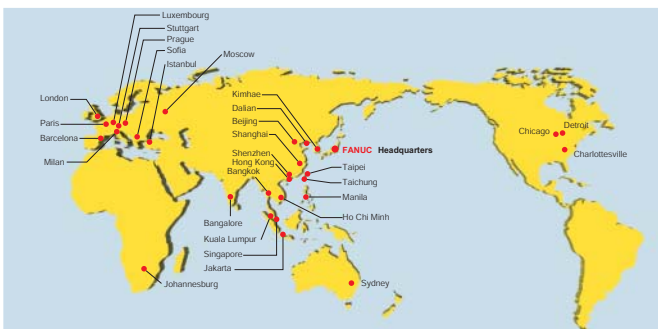 Luxembourg
Stuttgart
Prague
Sofia
Istanbul
Moscow
London
Paris
Barcelona
Milan
Kimhae
Dalian
Beijing
Shanghai
Shenzhen
Hong Kong
Bangkok
FANUC Headquarters
Taipei
Taichung
Manila
Ho Chi Minh
Bangalore
Kuala Lumpur
Singapore
Jakarta
Johannesburg
Sydney
Chicago
Detroit
Charlottesville